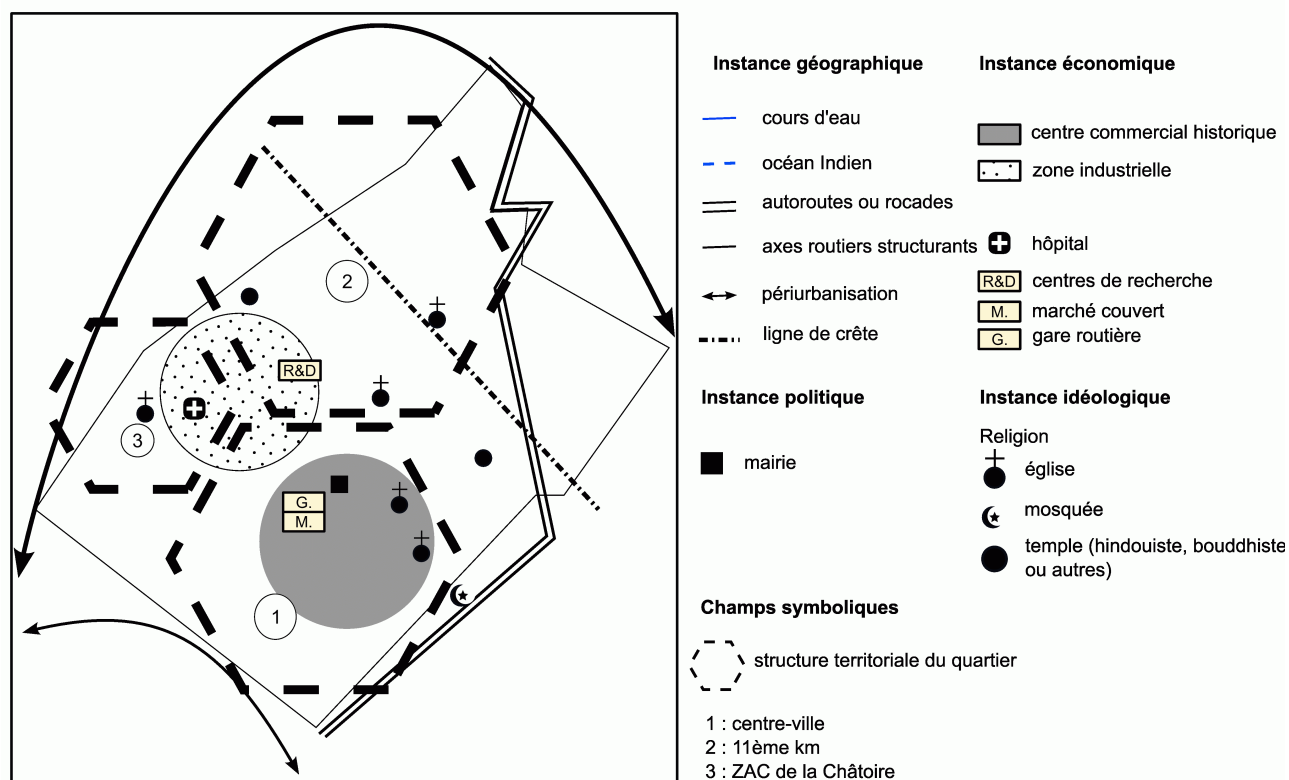 2
R&D
3
G.
M.
1
Instance géographique
cours d'eau
océan Indien
autoroutes ou rocades
axes routiers structurants
périurbanisation
ligne de crête
Instance économique
centre commercial historique
zone industrielle
hôpital
R&D centres de recherche
M. marché couvert
G. gare routière
Instance politique
mairie
Instance idéologique
Religion
église
mosquée
temple (hindouiste, bouddhiste
ou autres)
Champs symboliques
structure territoriale du quartier
1 : centre-ville
2 : 11ème km
3 : ZAC de la Châtoire